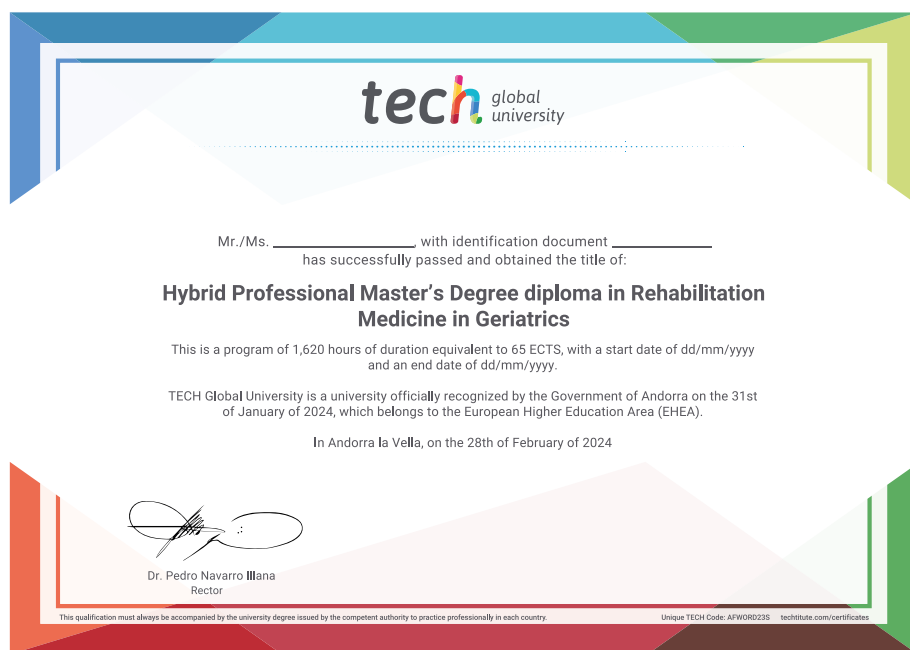 tech global university
Mr./Ms. ______________, with identification document __________
has successfully passed and obtained the title of:
Hybrid Professional Master's Degree diploma in Rehabilitation
Medicine in Geriatrics
This is a program of 1,620 hours of duration equivalent to 65 ECTS, with a start date of dd/mm/yyyy
and an end date of dd/mm/yyyy.
TECH Global University is a university officially recognized by the Government of Andorra on the 31st
of January of 2024, which belongs to the European Higher Education Area (EHEA).
In Andorra la Vella, on the 28th of February of 2024
Dr. Pedro Navarro Illana
Rector
This qualification must always be accompanied by the university degree issued by the competent authority to practice professionally in each country.
Unique TECH Code: AFWORD23S techtitute.com/certificates